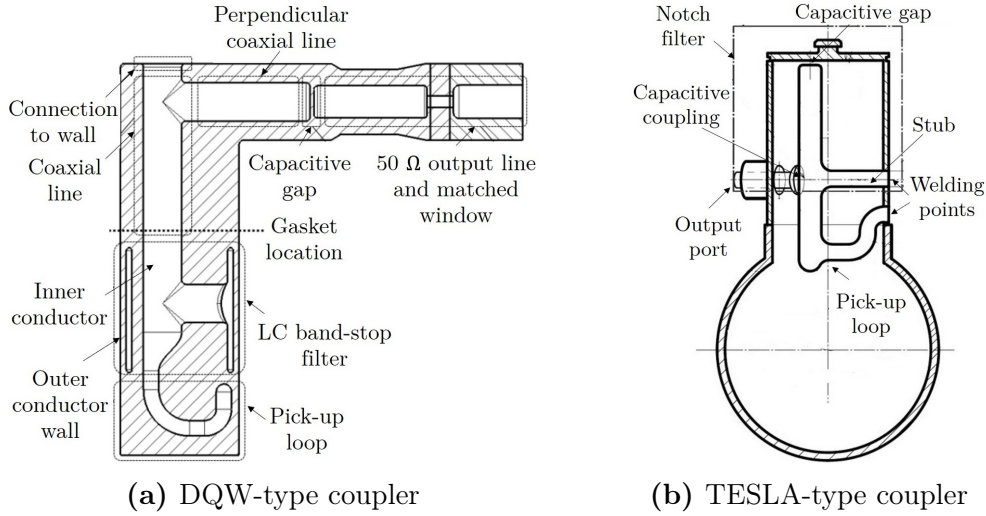 Perpendicular
coaxial line
Connection
to wall
Coaxial
line
Capacitive
gap
50 Ω output line
and matched
window
Gasket
location
Inner
conductor
LC band-stop
filter
Outer
conductor
wall
Pick-up
loop
(a) DQW-type coupler
Notch
filter
Capacitive gap
Capacitive
coupling
Stub
Welding
points
Output
port
Pick-up
loop
(b) TESLA-type coupler